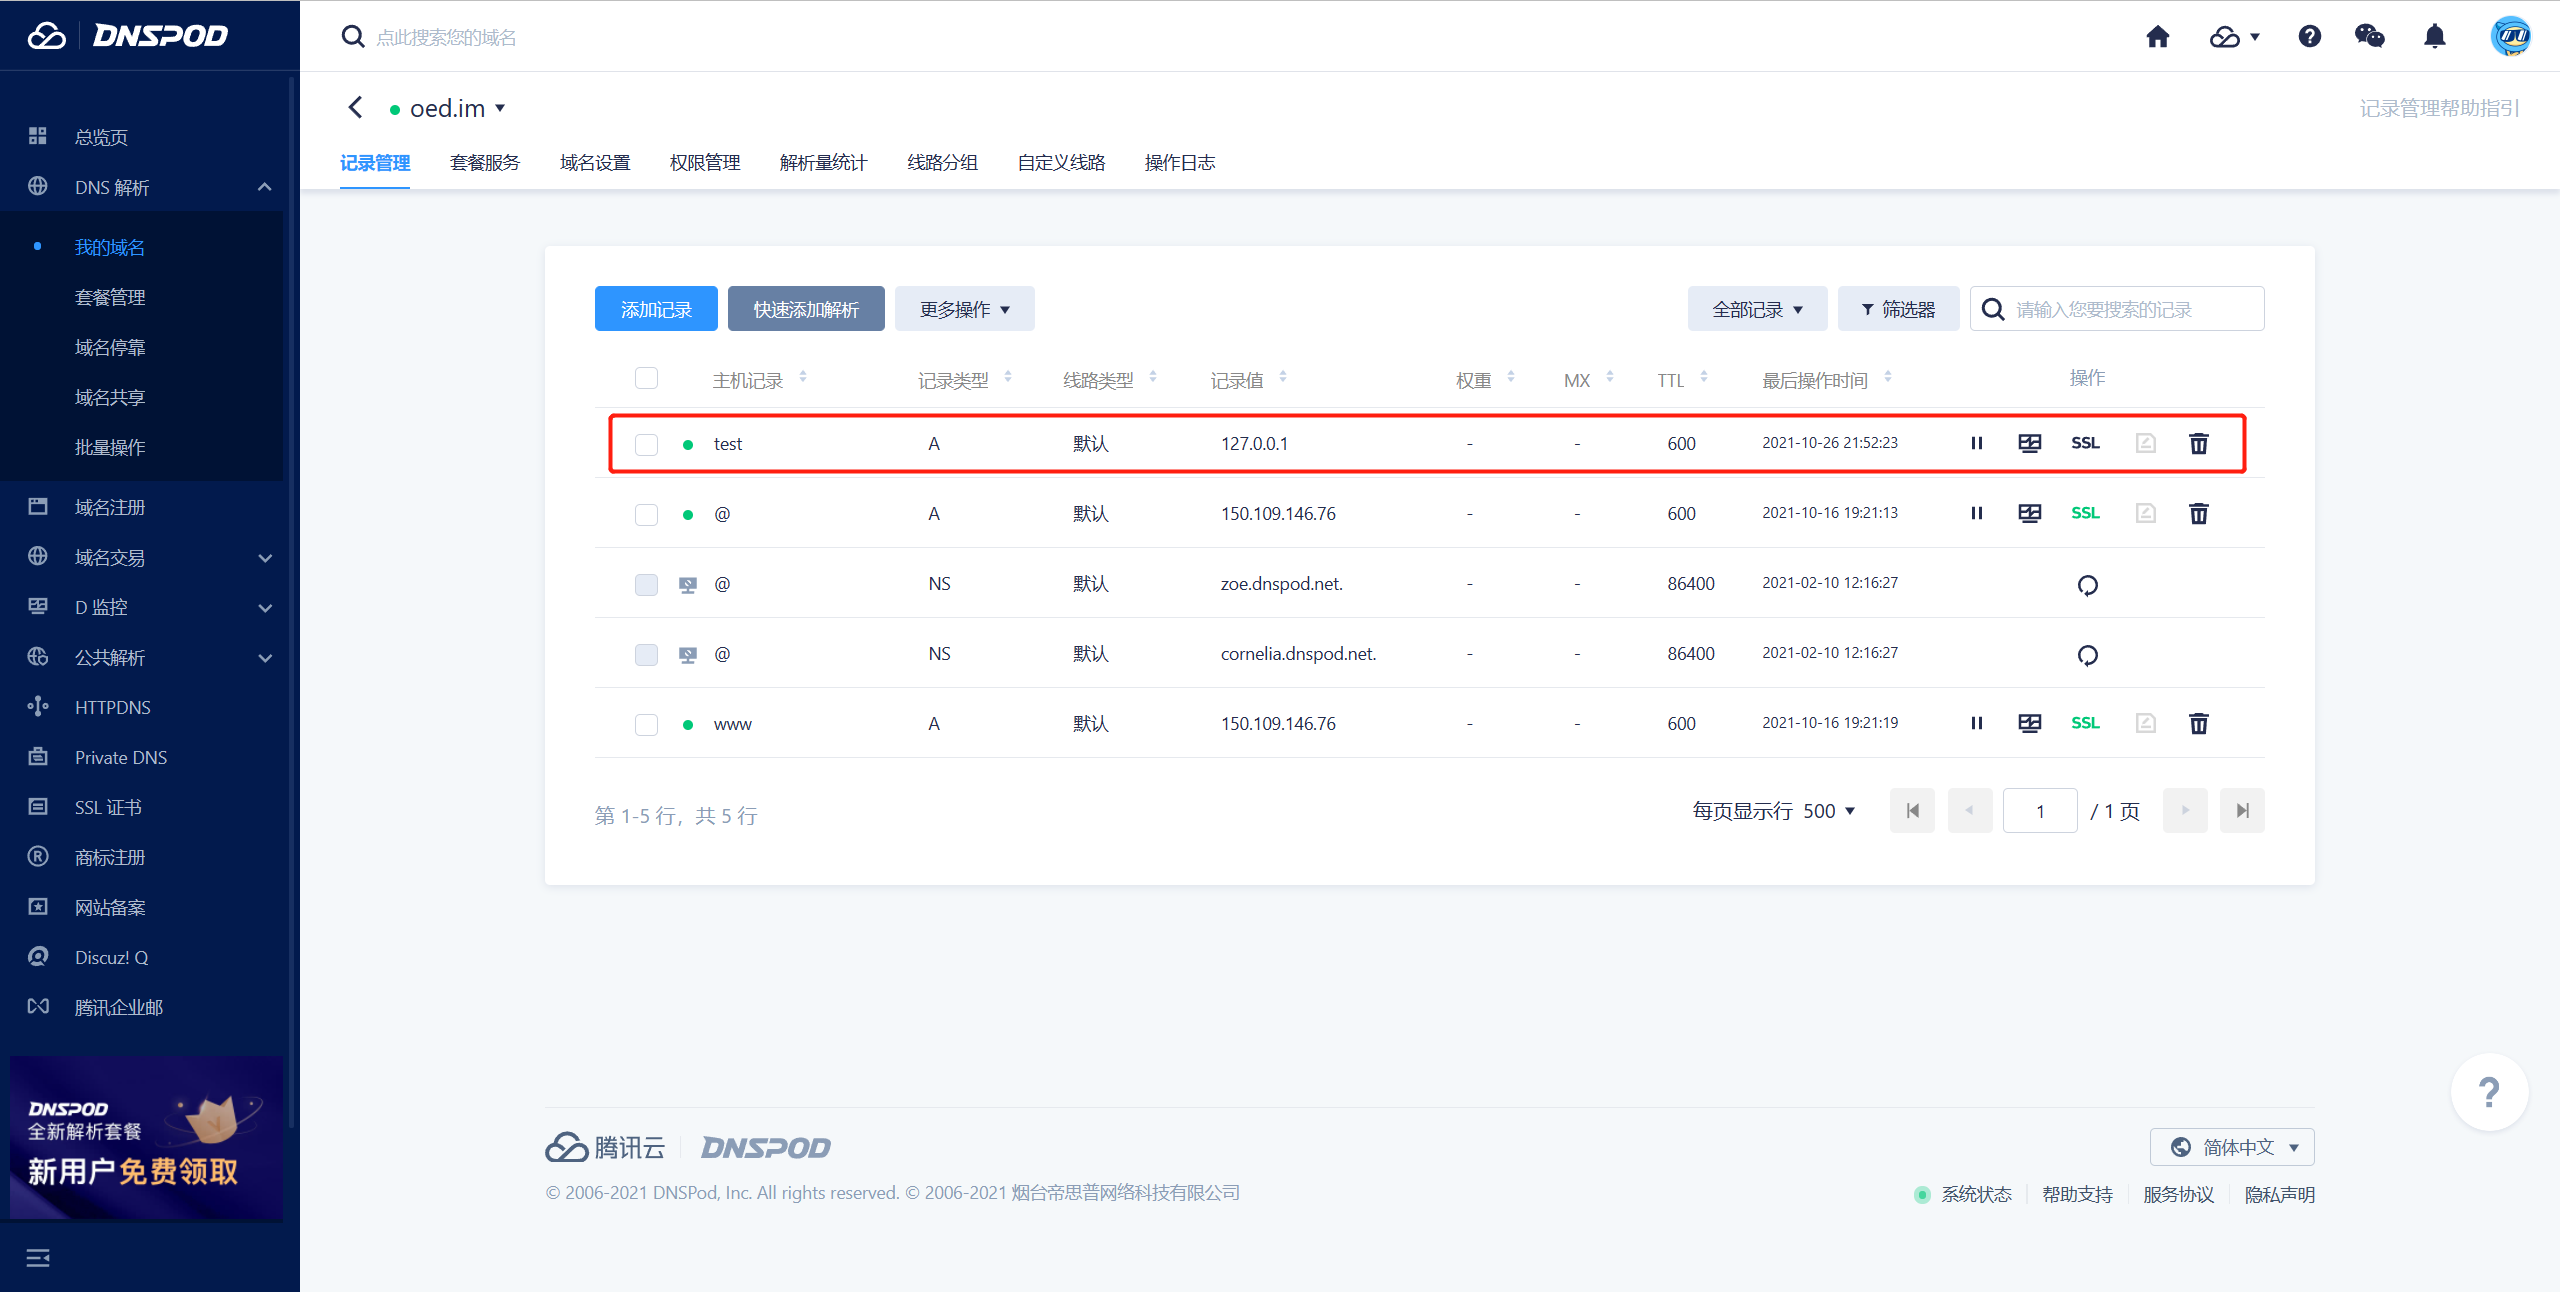 DNSPOD
点此搜索您的域名
总览页
DNS 解析
我的域名
套餐管理
域名停靠
域名共享
批量操作
域名注册
域名交易
D 监控
公共解析
HTTPDNS
Private DNS
SSL 证书
商标注册
网站备案
Discuz! Q
腾讯企业邮
DNSPOD
全新解析套餐
新用户免费领取
oed.im
记录管理帮助指引
记录管理 套餐服务 域名设置 权限管理 解析量统计 线路分组 自定义线路 操作日志
添加记录 快速添加解析 更多操作 全部记录 筛选器 请输入您要搜索的记录
主机记录 记录类型 线路类型 记录值 权重 MX TTL 最后操作时间 操作
test A 默认 127.0.0.1 - - 600 2021-10-26 21:52:23 SSL
@ A 默认 150.109.146.76 - - 600 2021-10-16 19:21:13 SSL
@ NS 默认 zoe.dnspod.net. - - 86400 2021-02-10 12:16:27
@ NS 默认 cornelia.dnspod.net. - - 86400 2021-02-10 12:16:27
www A 默认 150.109.146.76 - - 600 2021-10-16 19:21:19 SSL
第 1-5 行，共 5 行
每页显示行 500 1 / 1 页
?
腾讯云 DNSPOD
简体中文
© 2006-2021 DNSPod, Inc. All rights reserved. © 2006-2021 烟台帝思普网络科技有限公司
系统状态 帮助支持 服务协议 隐私声明